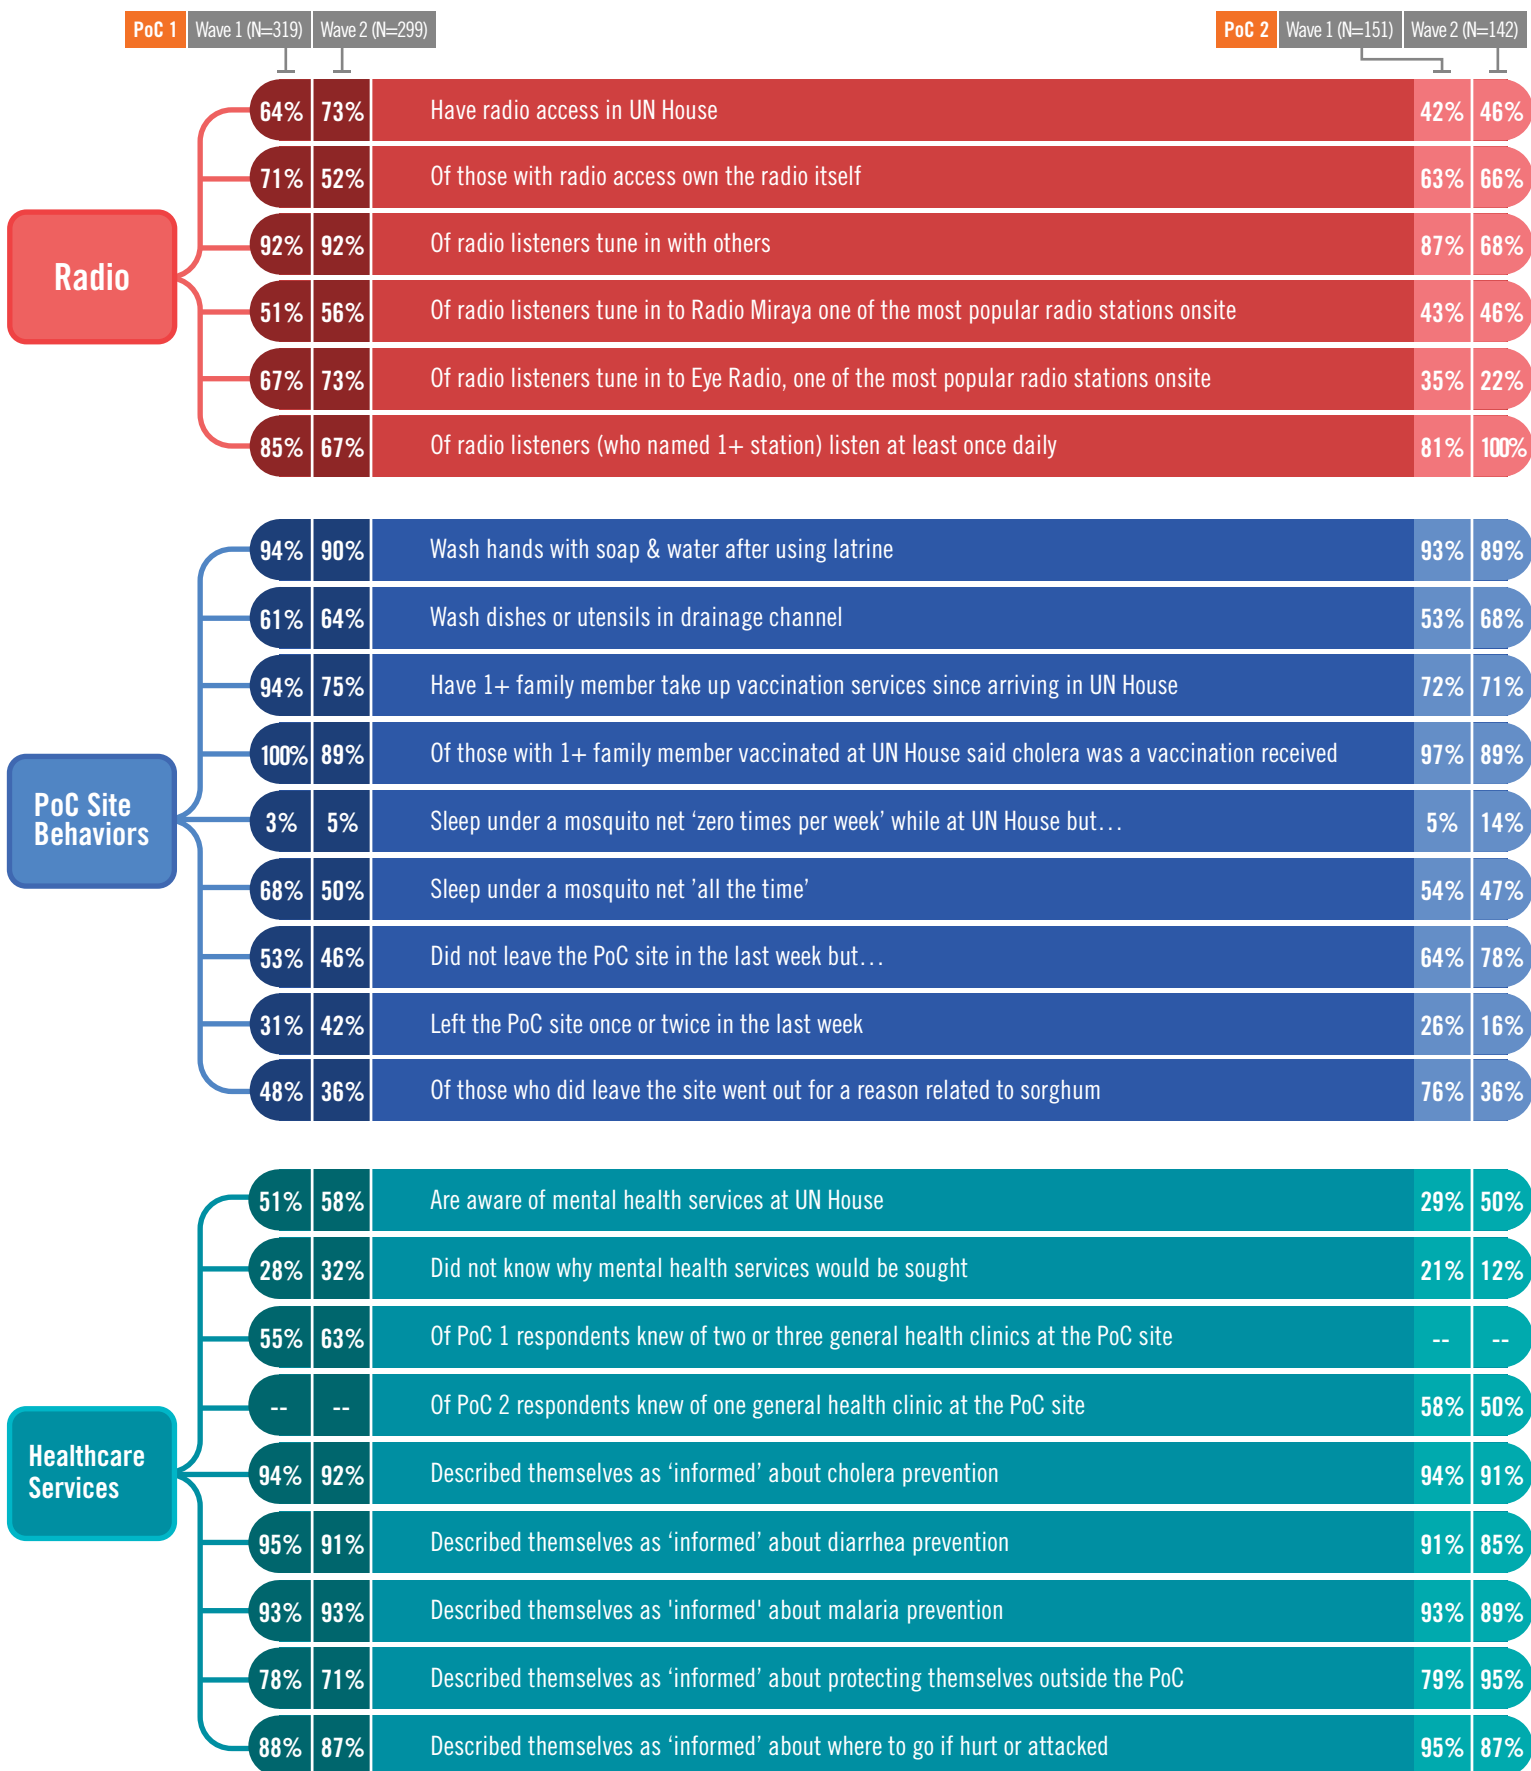 PoC 1 Wave 1 (N=319) Wave 2 (N=299) PoC 2 Wave 1 (N=151) Wave 2 (N=142)
Radio
64% 73% Have radio access in UN House 42% 46%
71% 52% Of those with radio access own the radio itself 63% 66%
92% 92% Of radio listeners tune in with others 87% 68%
51% 56% Of radio listeners tune in to Radio Miraya one of the most popular radio stations onsite 43% 46%
67% 73% Of radio listeners tune in to Eye Radio, one of the most popular radio stations onsite 35% 22%
85% 67% Of radio listeners (who named 1+ station) listen at least once daily 81% 100%
PoC Site
Behaviors
94% 90% Wash hands with soap & water after using latrine 93% 89%
61% 64% Wash dishes or utensils in drainage channel 53% 68%
94% 75% Have 1+ family member take up vaccination services since arriving in UN House 72% 71%
100% 89% Of those with 1+ family member vaccinated at UN House said cholera was a vaccination received 97% 89%
3% 5% Sleep under a mosquito net ‘zero times per week’ while at UN House but... 5% 14%
68% 50% Sleep under a mosquito net ’all the time’ 54% 47%
53% 46% Did not leave the PoC site in the last week but... 64% 78%
31% 42% Left the PoC site once or twice in the last week 26% 16%
48% 36% Of those who did leave the site went out for a reason related to sorghum 76% 36%
Healthcare
Services
51% 58% Are aware of mental health services at UN House 29% 50%
28% 32% Did not know why mental health services would be sought 21% 12%
55% 63% Of PoC 1 respondents knew of two or three general health clinics at the PoC site -- --
-- -- Of PoC 2 respondents knew of one general health clinic at the PoC site 58% 50%
94% 92% Described themselves as ‘informed’ about cholera prevention 94% 91%
95% 91% Described themselves as ‘informed’ about diarrhea prevention 91% 85%
93% 93% Described themselves as 'informed' about malaria prevention 93% 89%
78% 71% Described themselves as ‘informed’ about protecting themselves outside the PoC 79% 95%
88% 87% Described themselves as ‘informed’ about where to go if hurt or attacked 95% 87%